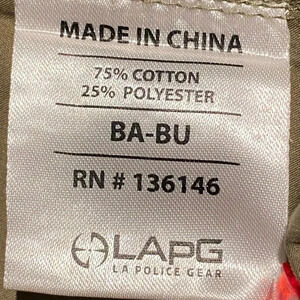 MADE IN CHINA
75% COTTON
25% POLYESTER
BA-BU
RN # 136146
LAPG
LA POLICE GEAR